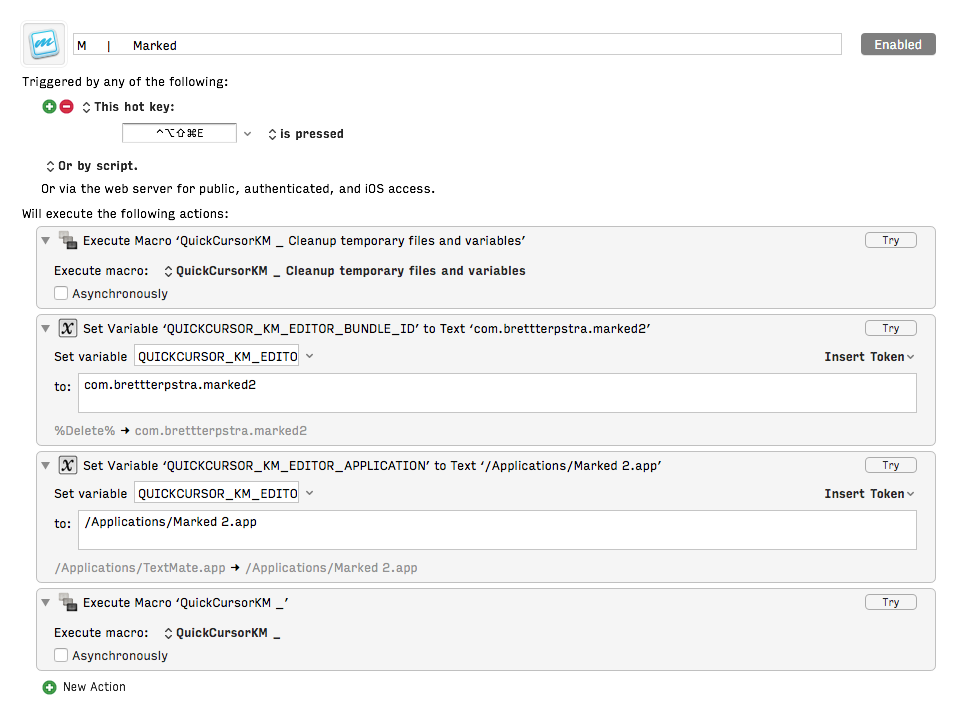 M | Marked
Enabled
Triggered by any of the following:
This hot key:
^⌥⇧⌘E is pressed
Or by script.
Or via the web server for public, authenticated, and iOS access.
Will execute the following actions:
Execute Macro ‘QuickCursorKM _ Cleanup temporary files and variables’ Try
Execute macro: QuickCursorKM _ Cleanup temporary files and variables
Asynchronously
Set Variable ‘QUICKCURSOR_KM_EDITOR_BUNDLE_ID’ to Text ‘com.brettterpstra.marked2’ Try
Set variable QUICKCURSOR_KM_EDITO Insert Token
to: com.brettterpstra.marked2
%Delete% → com.brettterpstra.marked2
Set Variable ‘QUICKCURSOR_KM_EDITOR_APPLICATION’ to Text ‘/Applications/Marked 2.app’ Try
Set variable QUICKCURSOR_KM_EDITO Insert Token
to: /Applications/Marked 2.app
/Applications/TextMate.app → /Applications/Marked 2.app
Execute Macro ‘QuickCursorKM _’ Try
Execute macro: QuickCursorKM _
Asynchronously
New Action